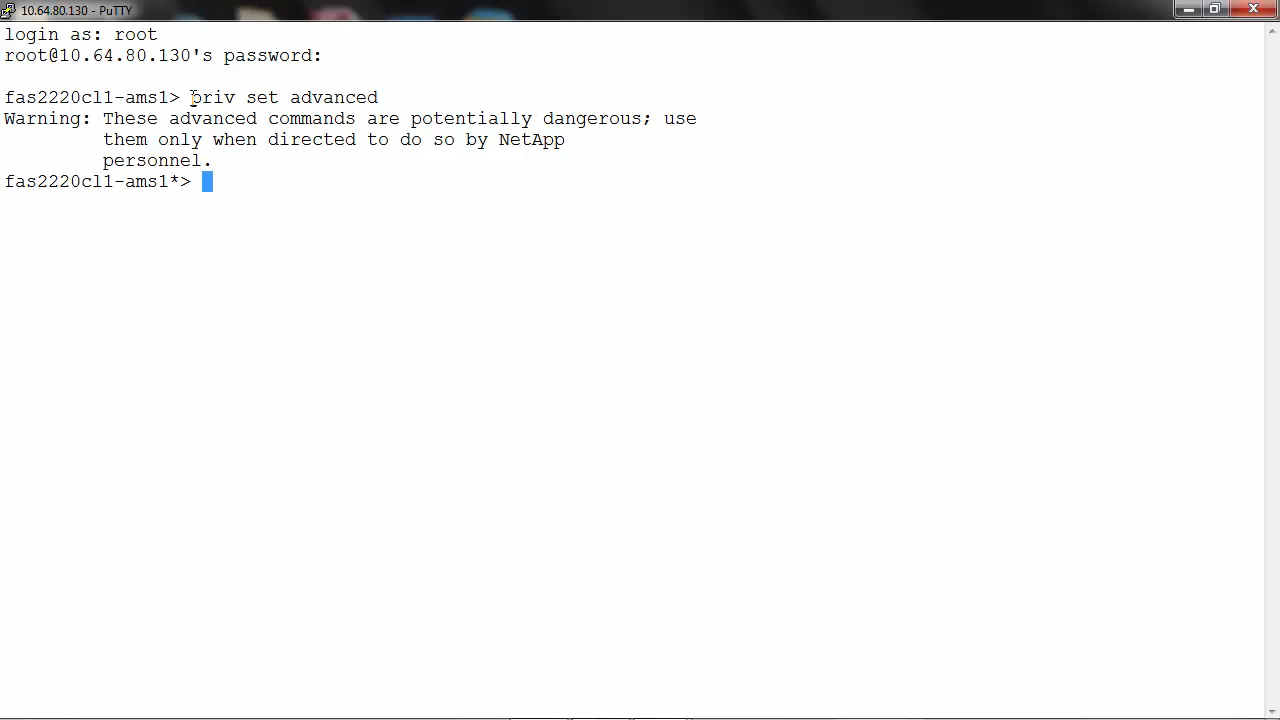 10.64.80.130 - PuTTY
login as: root
root@10.64.80.130's password:
fas2220cl1-ams1> priv set advanced
Warning: These advanced commands are potentially dangerous; use
them only when directed to do so by NetApp
personnel.
fas2220cl1-ams1*>